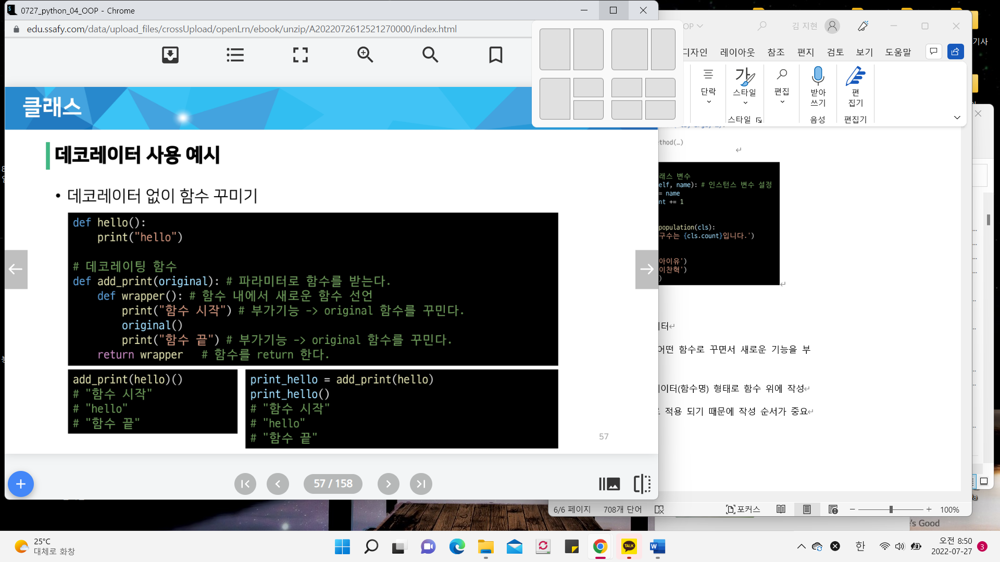 0727_python_04_OOP - Chrome
edu.ssafy.com/data/upload_files/crossUpload/openLrn/ebook/unzip/A2022072612521270000/index.html
클래스
데코레이터 사용 예시
• 데코레이터 없이 함수 꾸미기
def hello():
    print("hello")
# 데코레이팅 함수
def add_print(original): # 파라미터로 함수를 받는다.
    def wrapper(): # 함수 내에서 새로운 함수 선언
        print("함수 시작") # 부가기능 -> original 함수를 꾸민다.
        original()
        print("함수 끝") # 부가기능 -> original 함수를 꾸민다.
    return wrapper   # 함수를 return 한다.
add_print(hello)()
# "함수 시작"
# "hello"
# "함수 끝"
print_hello = add_print(hello)
print_hello()
# "함수 시작"
# "hello"
# "함수 끝"
57
57 / 158
OP
김 지현
디자인 레이아웃 참조 편지 검토 보기 도움말
단락
스타일
편집
받아
쓰기
편
집기
스타일
음성
편집기
thod(…)
래스 변수
elf, name): # 인스턴스 변수 설정
= name
nt += 1
population(cls):
구수는 {cls.count}입니다.')
아이유')
이찬혁')
)
터
어떤 함수로 꾸면서 새로운 기능을 부
이터(함수명) 형태로 함수 위에 작성
적용 되기 때문에 작성 순서가 중요
6/6 페이지 708개 단어
포커스
100%
기사
's Good
25°C
대체로 화창
TALK
한
오전 8:50
2022-07-27
3